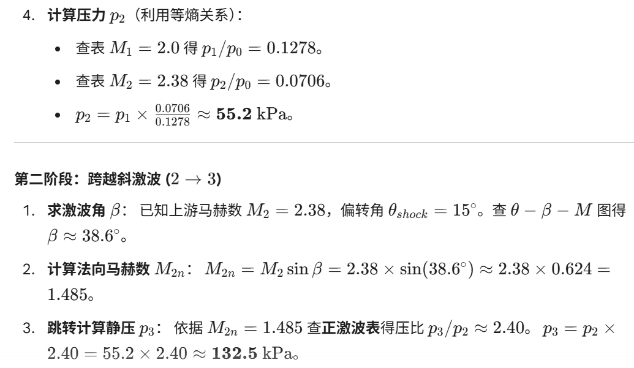 4. 计算压力 p₂（利用等熵关系）：
• 查表 M₁ = 2.0 得 p₁/p₀ = 0.1278。
• 查表 M₂ = 2.38 得 p₂/p₀ = 0.0706。
• p₂ = p₁ × 0.0706/0.1278 ≈ 55.2 kPa。
第二阶段：跨越斜激波 (2 → 3)
1. 求激波角 β： 已知上游马赫数 M₂ = 2.38，偏转角 θ_shock = 15°。查 θ − β − M 图得
β ≈ 38.6°。
2. 计算法向马赫数 M₂ₙ： M₂ₙ = M₂ sin β = 2.38 × sin(38.6°) ≈ 2.38 × 0.624 =
1.485。
3. 跳转计算静压 p₃： 依据 M₂ₙ = 1.485 查正激波表得压比 p₃/p₂ ≈ 2.40。 p₃ = p₂ ×
2.40 = 55.2 × 2.40 ≈ 132.5 kPa。